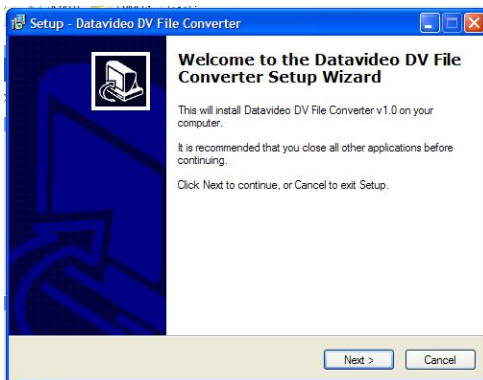 Setup - Datavideo DV File Converter
Welcome to the Datavideo DV File
Converter Setup Wizard
This will install Datavideo DV File Converter v1.0 on your
computer.
It is recommended that you close all other applications before
continuing.
Click Next to continue, or Cancel to exit Setup.
Next >
Cancel